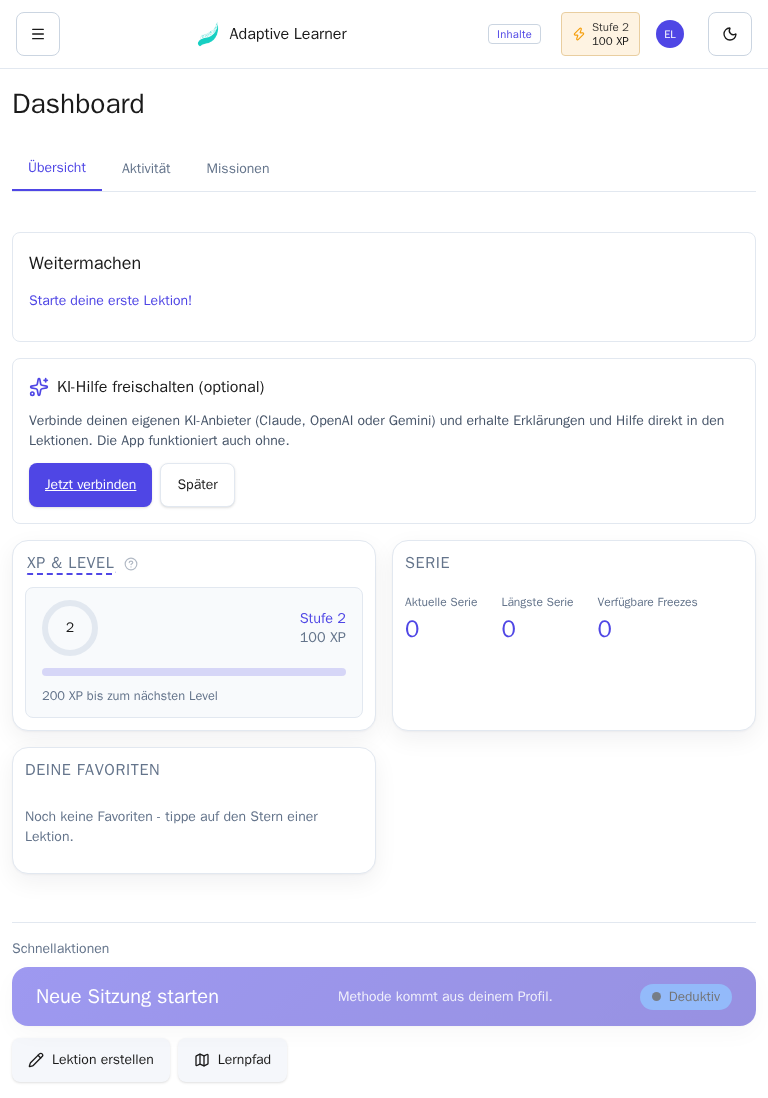 Adaptive Learner
Inhalte
Stufe 2
100 XP
EL
Dashboard
Übersicht
Aktivität
Missionen
Weitermachen
Starte deine erste Lektion!
KI-Hilfe freischalten (optional)
Verbinde deinen eigenen KI-Anbieter (Claude, OpenAI oder Gemini) und erhalte Erklärungen und Hilfe direkt in den
Lektionen. Die App funktioniert auch ohne.
Jetzt verbinden
Später
XP & LEVEL
2
Stufe 2
100 XP
200 XP bis zum nächsten Level
SERIE
Aktuelle Serie
0
Längste Serie
0
Verfügbare Freezes
0
DEINE FAVORITEN
Noch keine Favoriten - tippe auf den Stern einer
Lektion.
Schnellaktionen
Neue Sitzung starten
Methode kommt aus deinem Profil.
Deduktiv
Lektion erstellen
Lernpfad